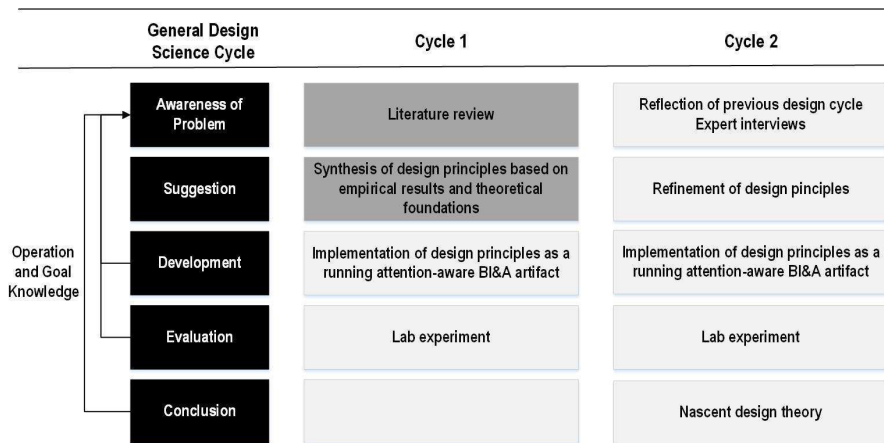 General Design
Science Cycle
Cycle 1
Cycle 2
Awareness of
Problem
Literature review
Reflection of previous design cycle
Expert interviews
Suggestion
Synthesis of design principles based on
empirical results and theoretical
foundations
Refinement of design pinciples
Operation
and Goal
Knowledge
Development
Implementation of design principles as a
running attention-aware BI&A artifact
Implementation of design principles as a
running attention-aware BI&A artifact
Evaluation
Lab experiment
Lab experiment
Conclusion
Nascent design theory